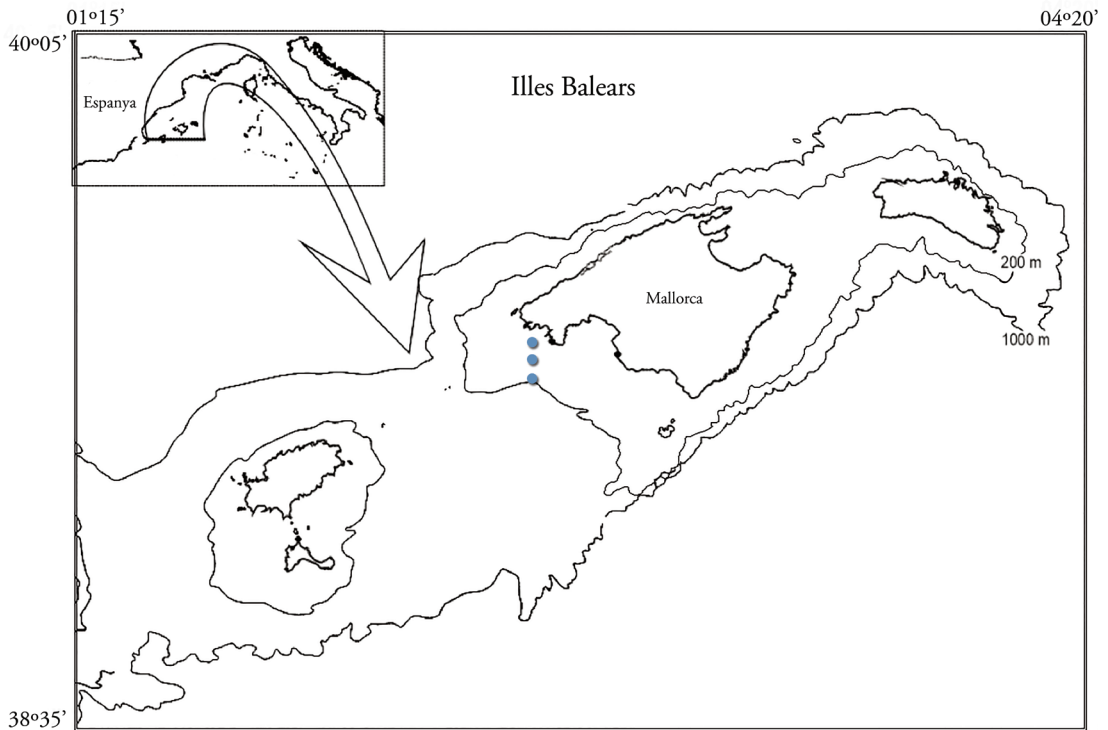 01º15’
04º20’
40º05’
Illes Balears
Espanya
200 m
Mallorca
1000 m
38º35’